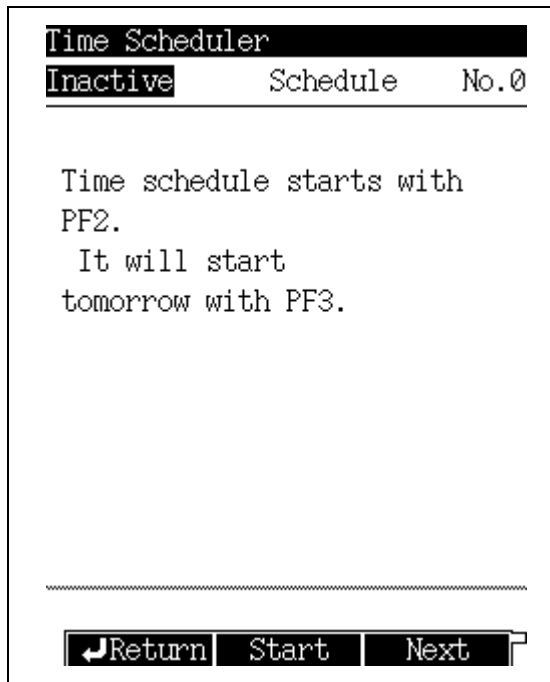 Time Scheduler
Inactive Schedule No.0
Time schedule starts with
PF2.
It will start
tomorrow with PF3.
Return Start Next